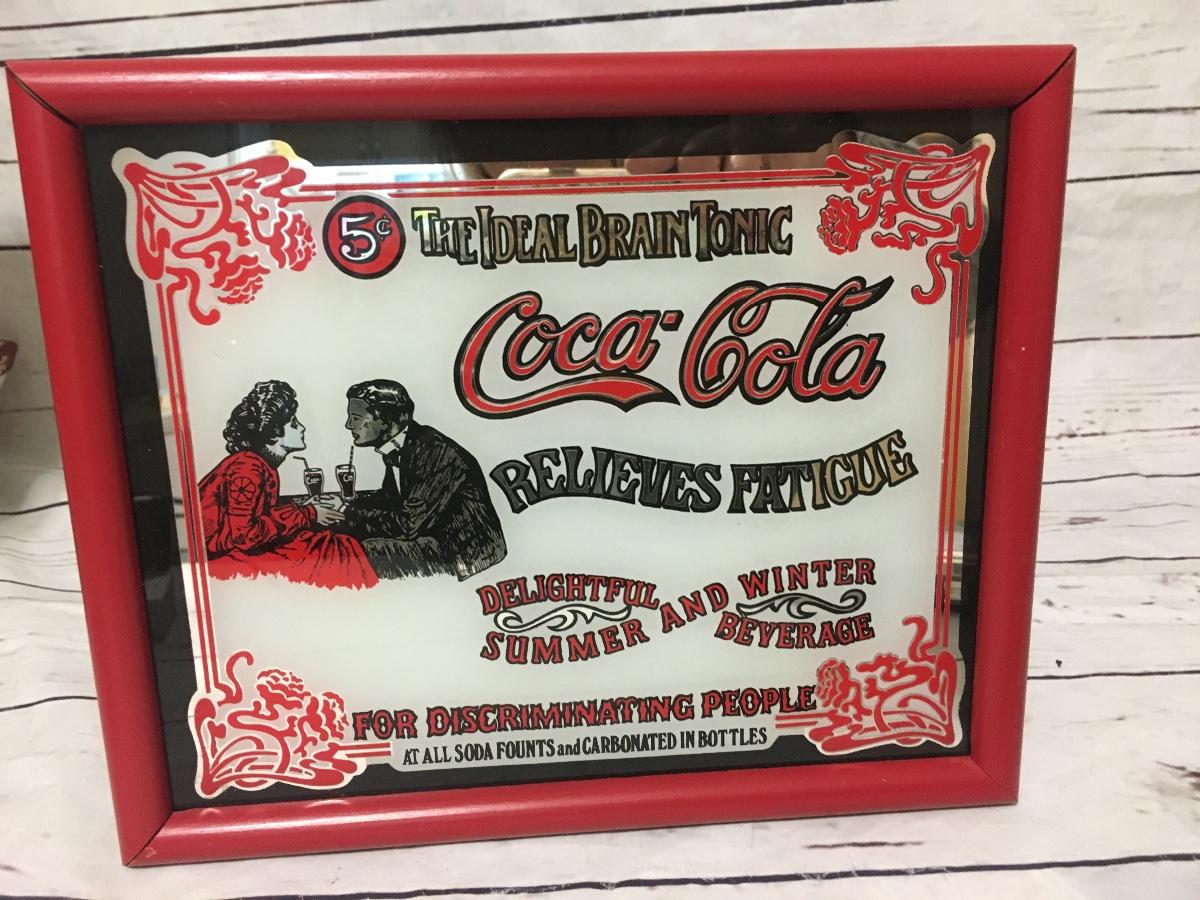 5¢ THE IDEAL BRAIN TONIC
Coca-Cola
RELIEVES FATIGUE
DELIGHTFUL
SUMMER AND WINTER
BEVERAGE
FOR DISCRIMINATING PEOPLE
AT ALL SODA FOUNTS and CARBONATED IN BOTTLES